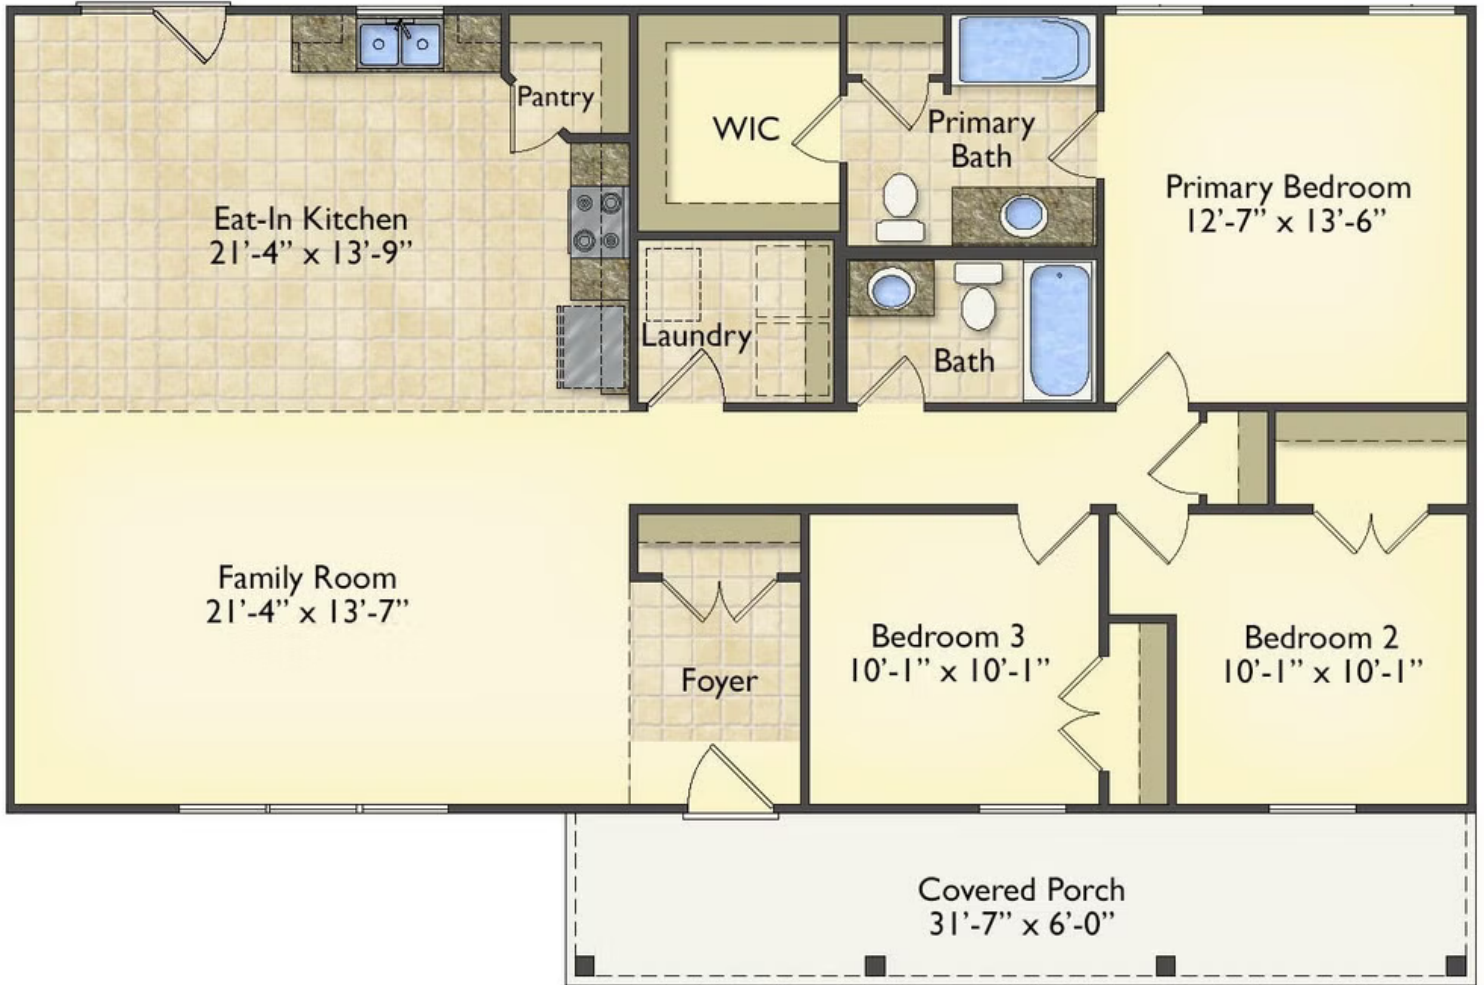 Pantry
WIC
Primary
Bath
Primary Bedroom
12'-7" x 13'-6"
Eat-In Kitchen
21'-4" x 13'-9"
Laundry
Bath
Family Room
21'-4" x 13'-7"
Foyer
Bedroom 3
10'-1" x 10'-1"
Bedroom 2
10'-1" x 10'-1"
Covered Porch
31'-7" x 6'-0"